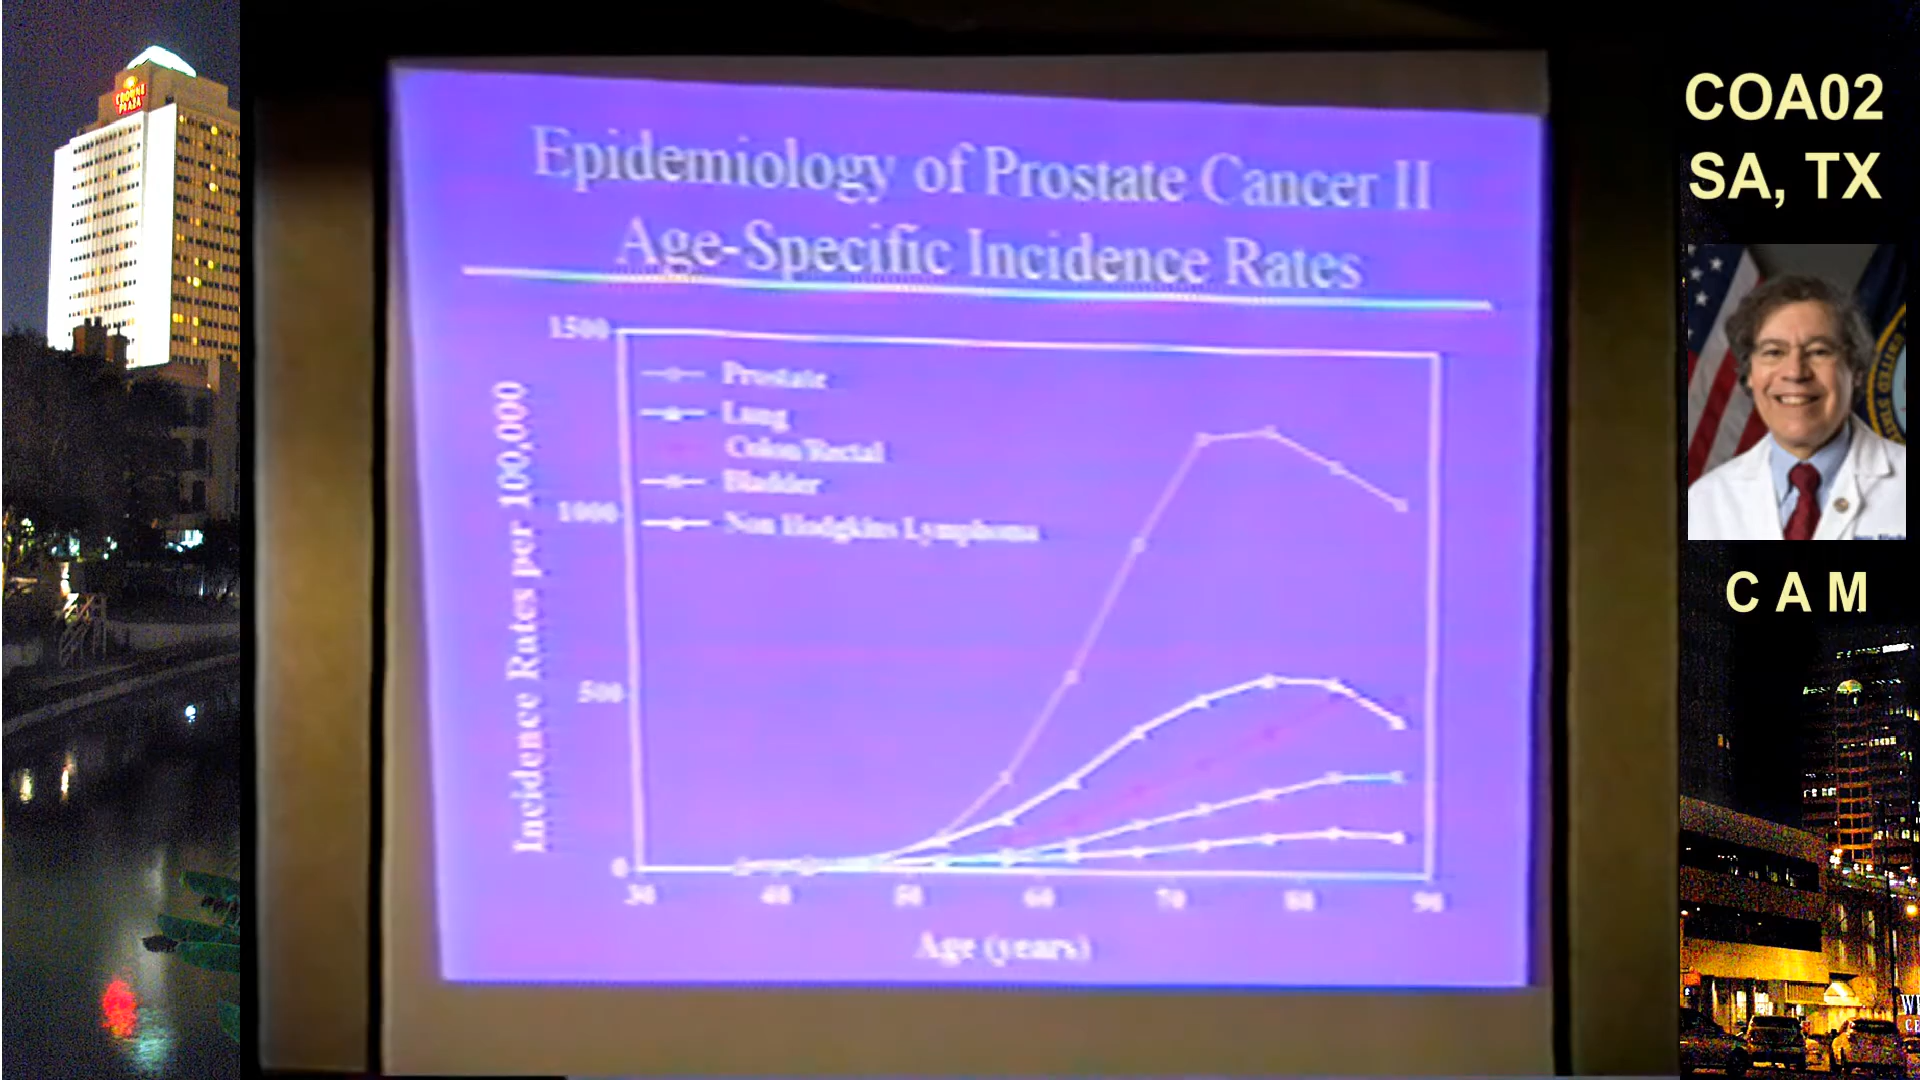 CROWNE
PLAZA
Epidemiology of Prostate Cancer II
Age-Specific Incidence Rates
1500
1000
500
0
Incidence Rates per 100,000
Prostate
Lung
Colon/Rectal
Bladder
Non Hodgkins Lymphoma
30 40 50 60 70 80 90
Age (years)
COA02
SA, TX
C A M